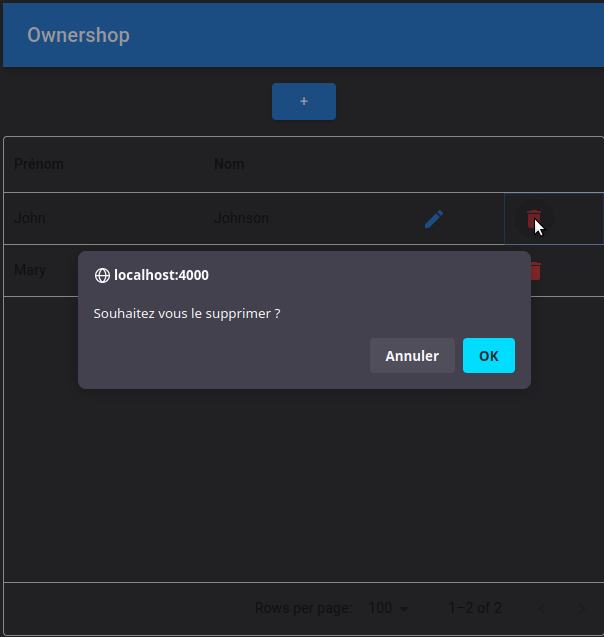 Ownershop
+
Prénom Nom
John Johnson
Mary
localhost:4000
Souhaitez vous le supprimer ?
Annuler OK
Rows per page: 100 1–2 of 2